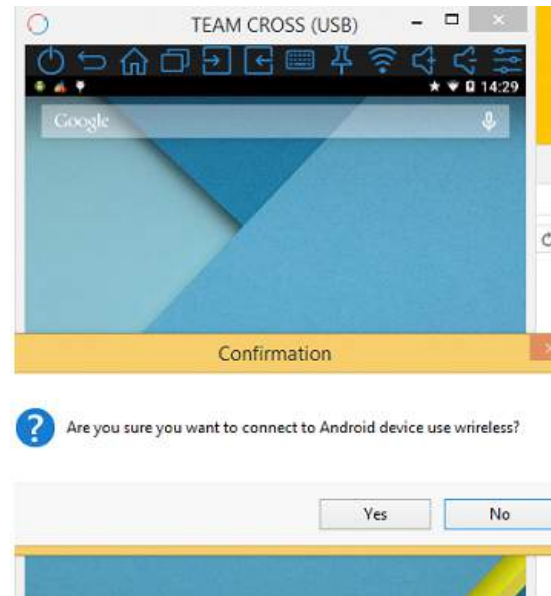 TEAM CROSS (USB)
14:29
Google
Confirmation
Are you sure you want to connect to Android device use wrireless?
Yes
No